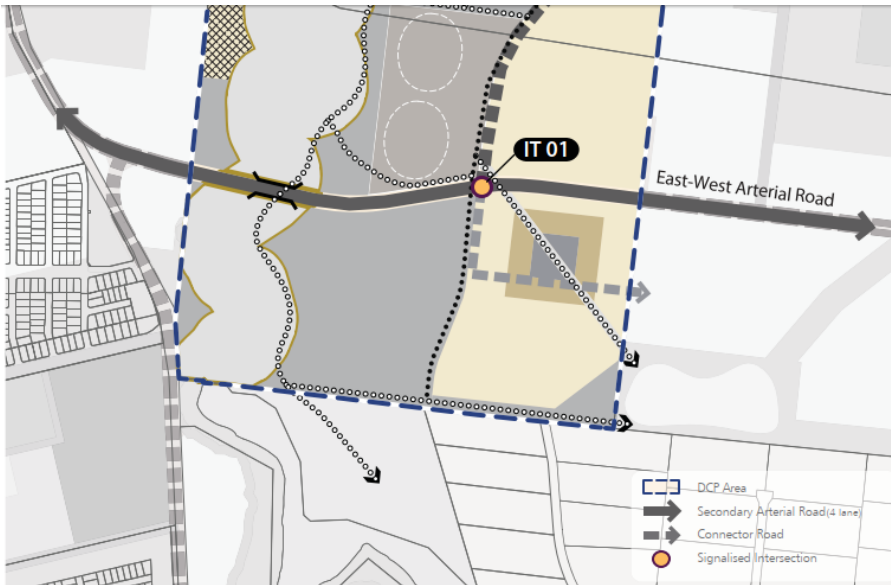 IT 01
East-West Arterial Road
DCP Area
Secondary Arterial Road(4 lane)
Connector Road
Signalised Intersection